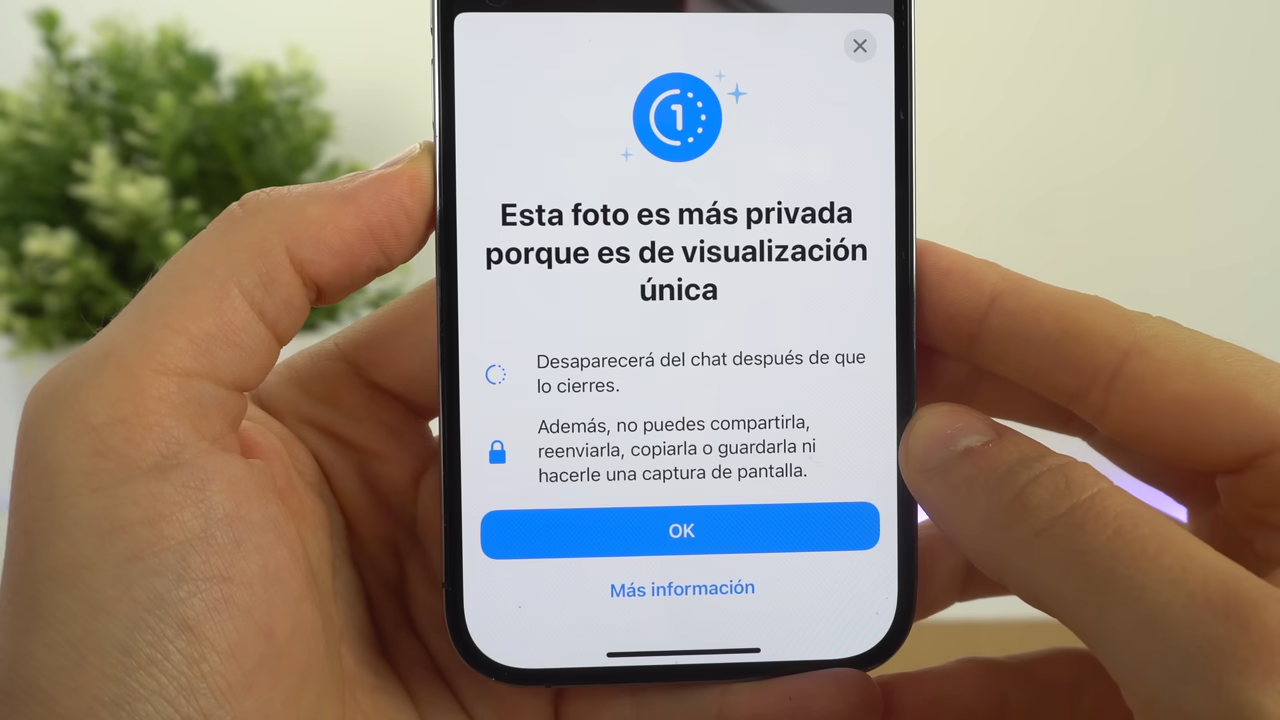 1
Esta foto es más privada
porque es de visualización
única
Desaparecerá del chat después de que
lo cierres.
Además, no puedes compartirla,
reenviarla, copiarla o guardarla ni
hacerle una captura de pantalla.
OK
Más información